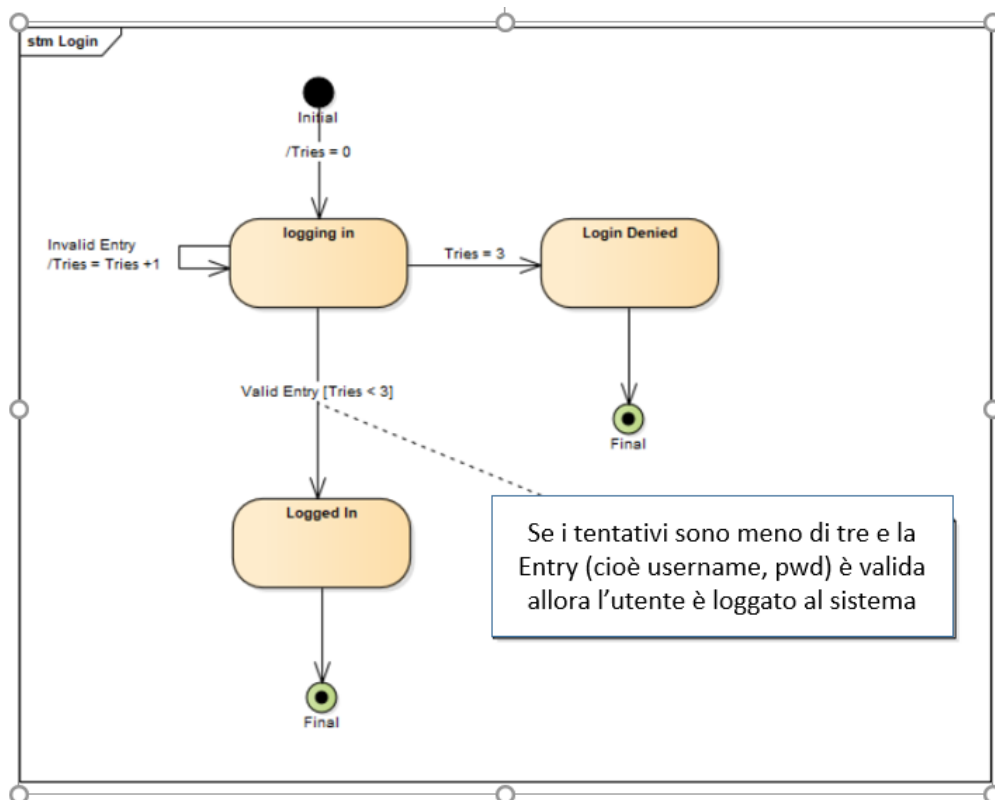 stm Login
Initial
/Tries = 0
logging in
Invalid Entry
/Tries = Tries +1
Tries = 3
Login Denied
Valid Entry [Tries < 3]
Final
Logged In
Se i tentativi sono meno di tre e la
Entry (cioè username, pwd) è valida
allora l’utente è loggato al sistema
Final